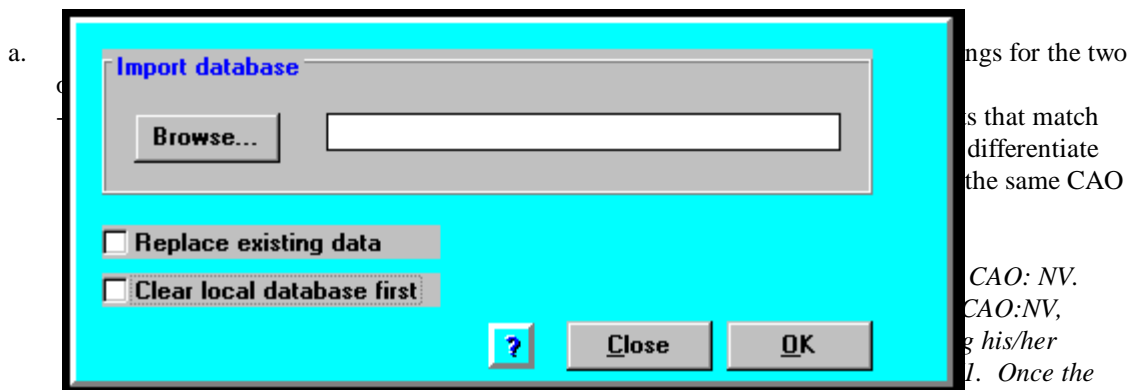 a.
ngs for the two
Import database
Browse...
s that match
differentiate
the same CAO
Replace existing data
CAO: NV.
Clear local database first
CAO:NV,
? Close OK
his/her
1. Once the